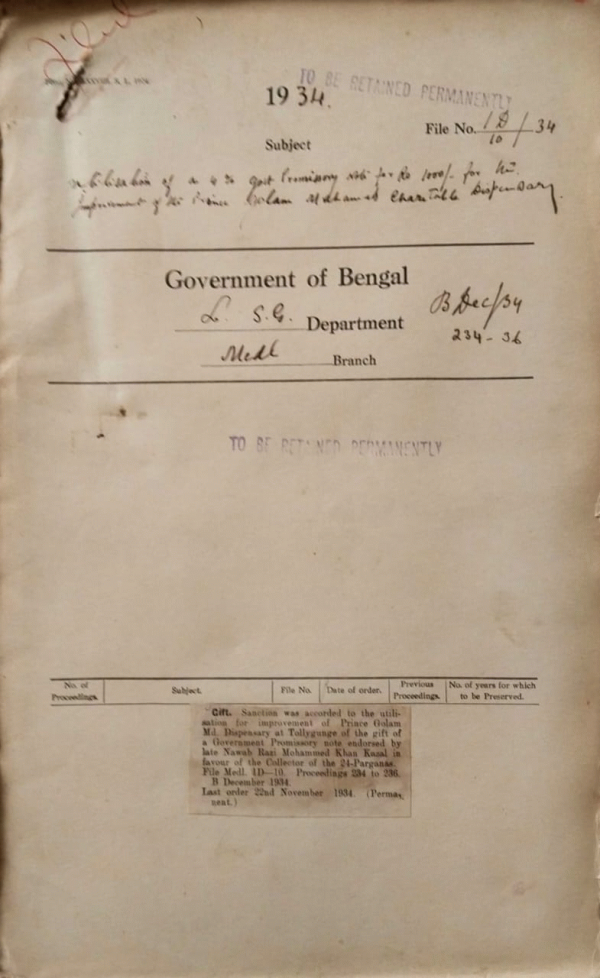 Filed
TO BE RETAINED PERMANENTLY
1934.
File No. 1D/10/34
Subject
Utilisation of a 4% Govt Promissory Note for Rs 1000/- for the
Improvement of the Prince Golam Mohamed Charitable Dispensary.
Government of Bengal
L. S.G. Department
Medl Branch
B Dec/34
234-36
TO BE RETAINED PERMANENTLY
No. of Proceedings. Subject. File No. Date of order. Previous Proceedings. No. of years for which to be Preserved.
Gift. Sanction was accorded to the utili-
sation for improvement of Prince Golam
Md. Dispensary at Tollygunge of the gift of
a Government Promissory note endorsed by
late Nawab Razi Mohammed Khan Kazal in
favour of the Collector of the 24-Parganas.
File Medl. 1D—10. Proceedings 234 to 236.
B December 1934.
Last order 22nd November 1934. (Perma-
nent.)